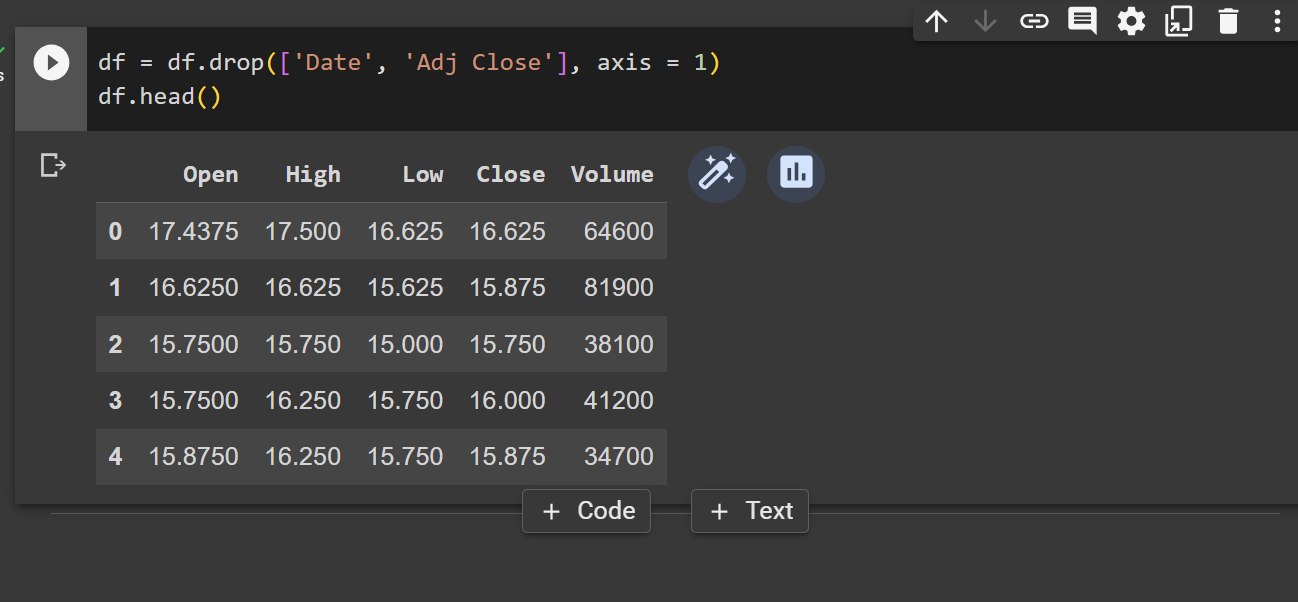 s
df = df.drop(['Date', 'Adj Close'], axis = 1)
df.head()
Open High Low Close Volume
0 17.4375 17.500 16.625 16.625 64600
1 16.6250 16.625 15.625 15.875 81900
2 15.7500 15.750 15.000 15.750 38100
3 15.7500 16.250 15.750 16.000 41200
4 15.8750 16.250 15.750 15.875 34700
+ Code + Text